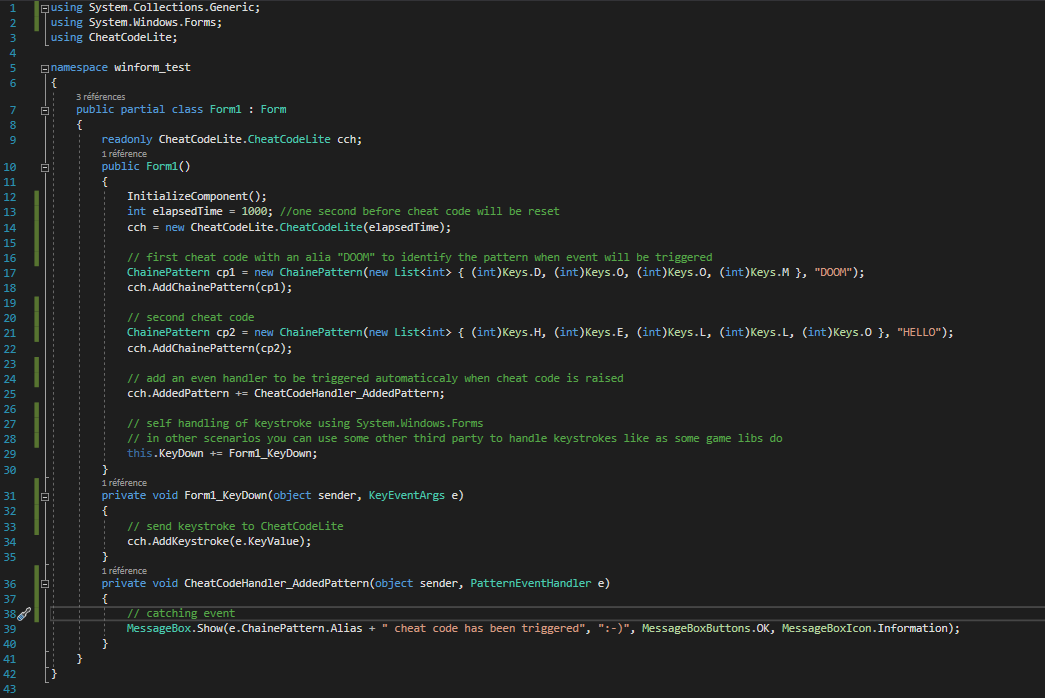 1 using System.Collections.Generic;
2 using System.Windows.Forms;
3 using CheatCodeLite;
4
5 namespace winform_test
6 {
3 références
7 public partial class Form1 : Form
8 {
9 readonly CheatCodeLite.CheatCodeLite cch;
1 référence
10 public Form1()
11 {
12 InitializeComponent();
13 int elapsedTime = 1000; //one second before cheat code will be reset
14 cch = new CheatCodeLite.CheatCodeLite(elapsedTime);
15
16 // first cheat code with an alia "DOOM" to identify the pattern when event will be triggered
17 ChainePattern cp1 = new ChainePattern(new List<int> { (int)Keys.D, (int)Keys.O, (int)Keys.O, (int)Keys.M }, "DOOM");
18 cch.AddChainePattern(cp1);
19
20 // second cheat code
21 ChainePattern cp2 = new ChainePattern(new List<int> { (int)Keys.H, (int)Keys.E, (int)Keys.L, (int)Keys.L, (int)Keys.O }, "HELLO");
22 cch.AddChainePattern(cp2);
23
24 // add an even handler to be triggered automaticcaly when cheat code is raised
25 cch.AddedPattern += CheatCodeHandler_AddedPattern;
26
27 // self handling of keystroke using System.Windows.Forms
28 // in other scenarios you can use some other third party to handle keystrokes like as some game libs do
29 this.KeyDown += Form1_KeyDown;
30 }
1 référence
31 private void Form1_KeyDown(object sender, KeyEventArgs e)
32 {
33 // send keystroke to CheatCodeLite
34 cch.AddKeystroke(e.KeyValue);
35 }
1 référence
36 private void CheatCodeHandler_AddedPattern(object sender, PatternEventHandler e)
37 {
38 // catching event
39 MessageBox.Show(e.ChainePattern.Alias + " cheat code has been triggered", ":-)", MessageBoxButtons.OK, MessageBoxIcon.Information);
40 }
41 }
42 }
43